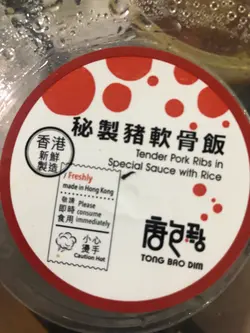 秘製豬軟骨飯
Tender Pork Ribs in
Special Sauce with Rice
香港
新鮮
製造
Freshly
made in Hong Kong
敬請
即時
食用
Please
consume
immediately
小心
燙手
Caution Hot
唐包點
TONG BAO DIM